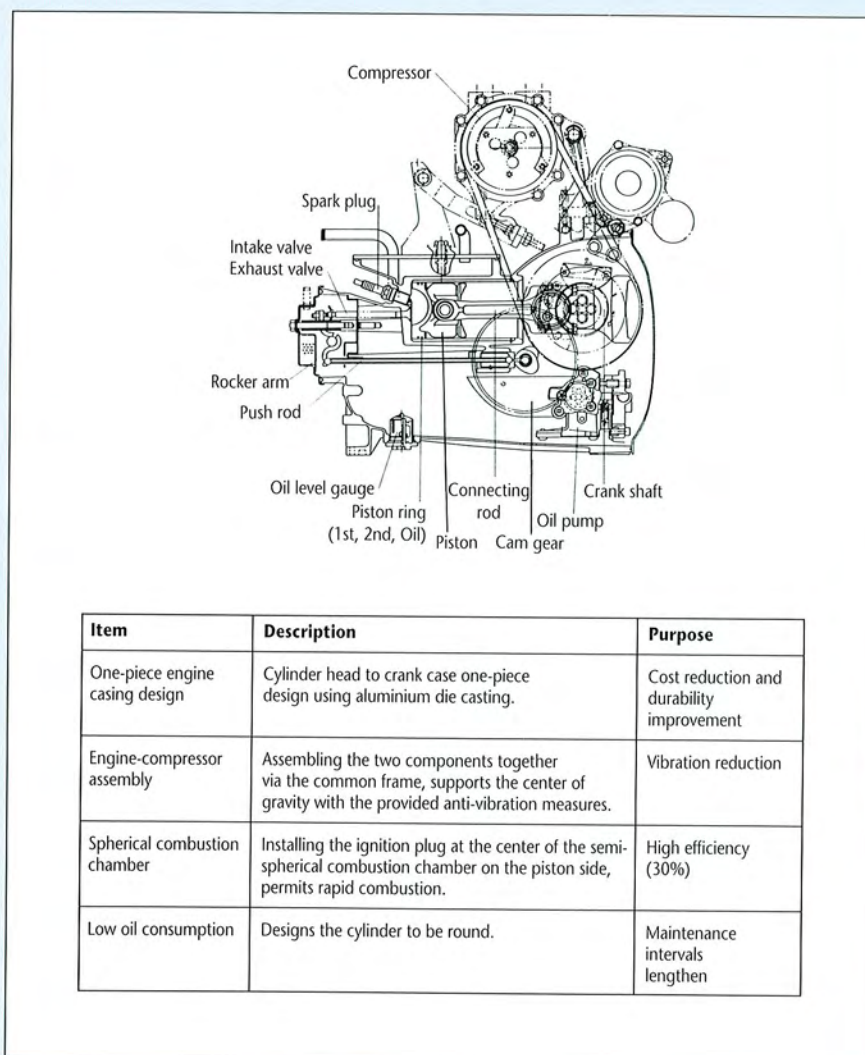 Compressor
Spark plug
Intake valve
Exhaust valve
Rocker arm
Push rod
Oil level gauge
Piston ring
(1st, 2nd, Oil)
Piston
Connecting
rod
Cam gear
Oil pump
Crank shaft
Item
Description
Purpose
One-piece engine
casing design
Cylinder head to crank case one-piece
design using aluminium die casting.
Cost reduction and
durability
improvement
Engine-compressor
assembly
Assembling the two components together
via the common frame, supports the center of
gravity with the provided anti-vibration measures.
Vibration reduction
Spherical combustion
chamber
Installing the ignition plug at the center of the semi-
spherical combustion chamber on the piston side,
permits rapid combustion.
High efficiency
(30%)
Low oil consumption
Designs the cylinder to be round.
Maintenance
intervals
lengthen